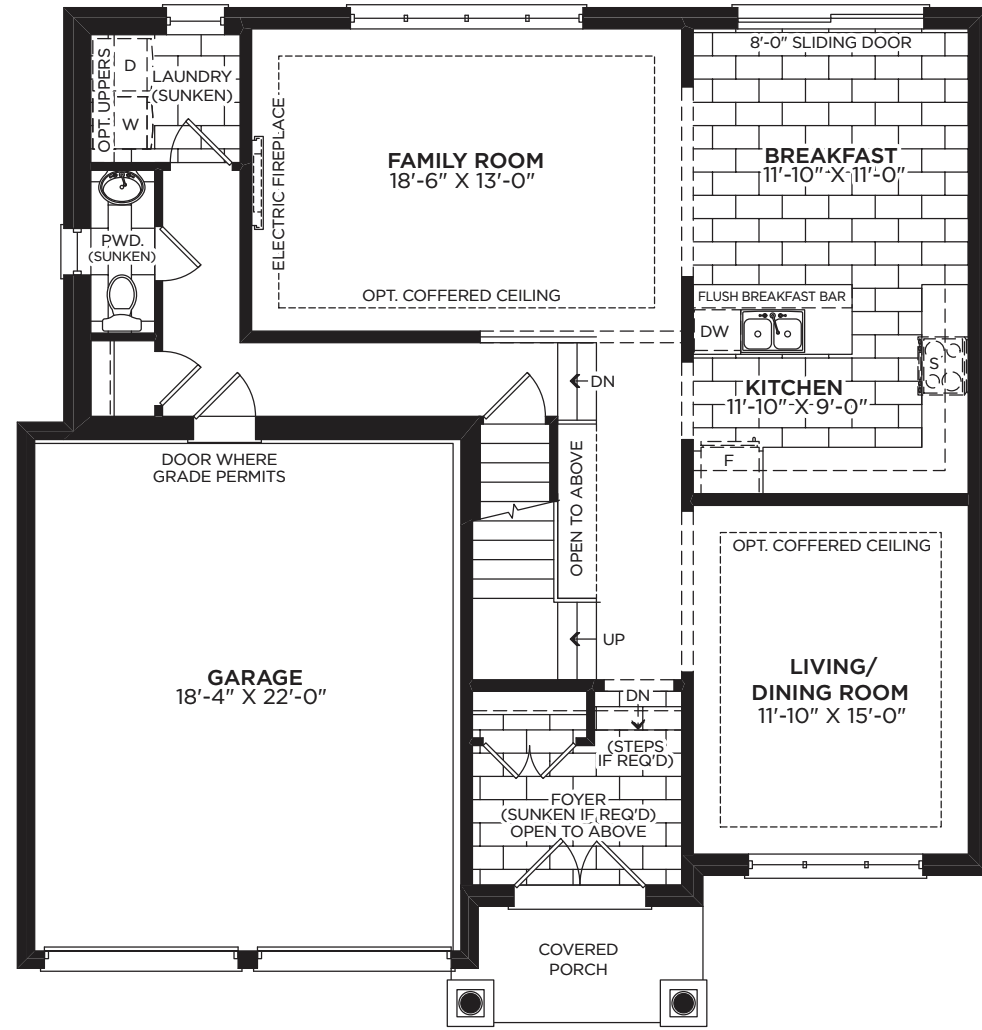 8'-0" SLIDING DOOR
OPT. UPPERS
D
LAUNDRY
(SUNKEN)
W
ELECTRIC FIREPLACE
FAMILY ROOM
18'-6" X 13'-0"
OPT. COFFERED CEILING
BREAKFAST
11'-10" X 11'-0"
PWD.
(SUNKEN)
FLUSH BREAKFAST BAR
DW
S
KITCHEN
11'-10" X 9'-0"
F
DN
OPEN TO ABOVE
UP
DOOR WHERE
GRADE PERMITS
GARAGE
18'-4" X 22'-0"
OPT. COFFERED CEILING
LIVING/
DINING ROOM
11'-10" X 15'-0"
DN
(STEPS
IF REQ'D)
FOYER
(SUNKEN IF REQ'D)
OPEN TO ABOVE
COVERED
PORCH